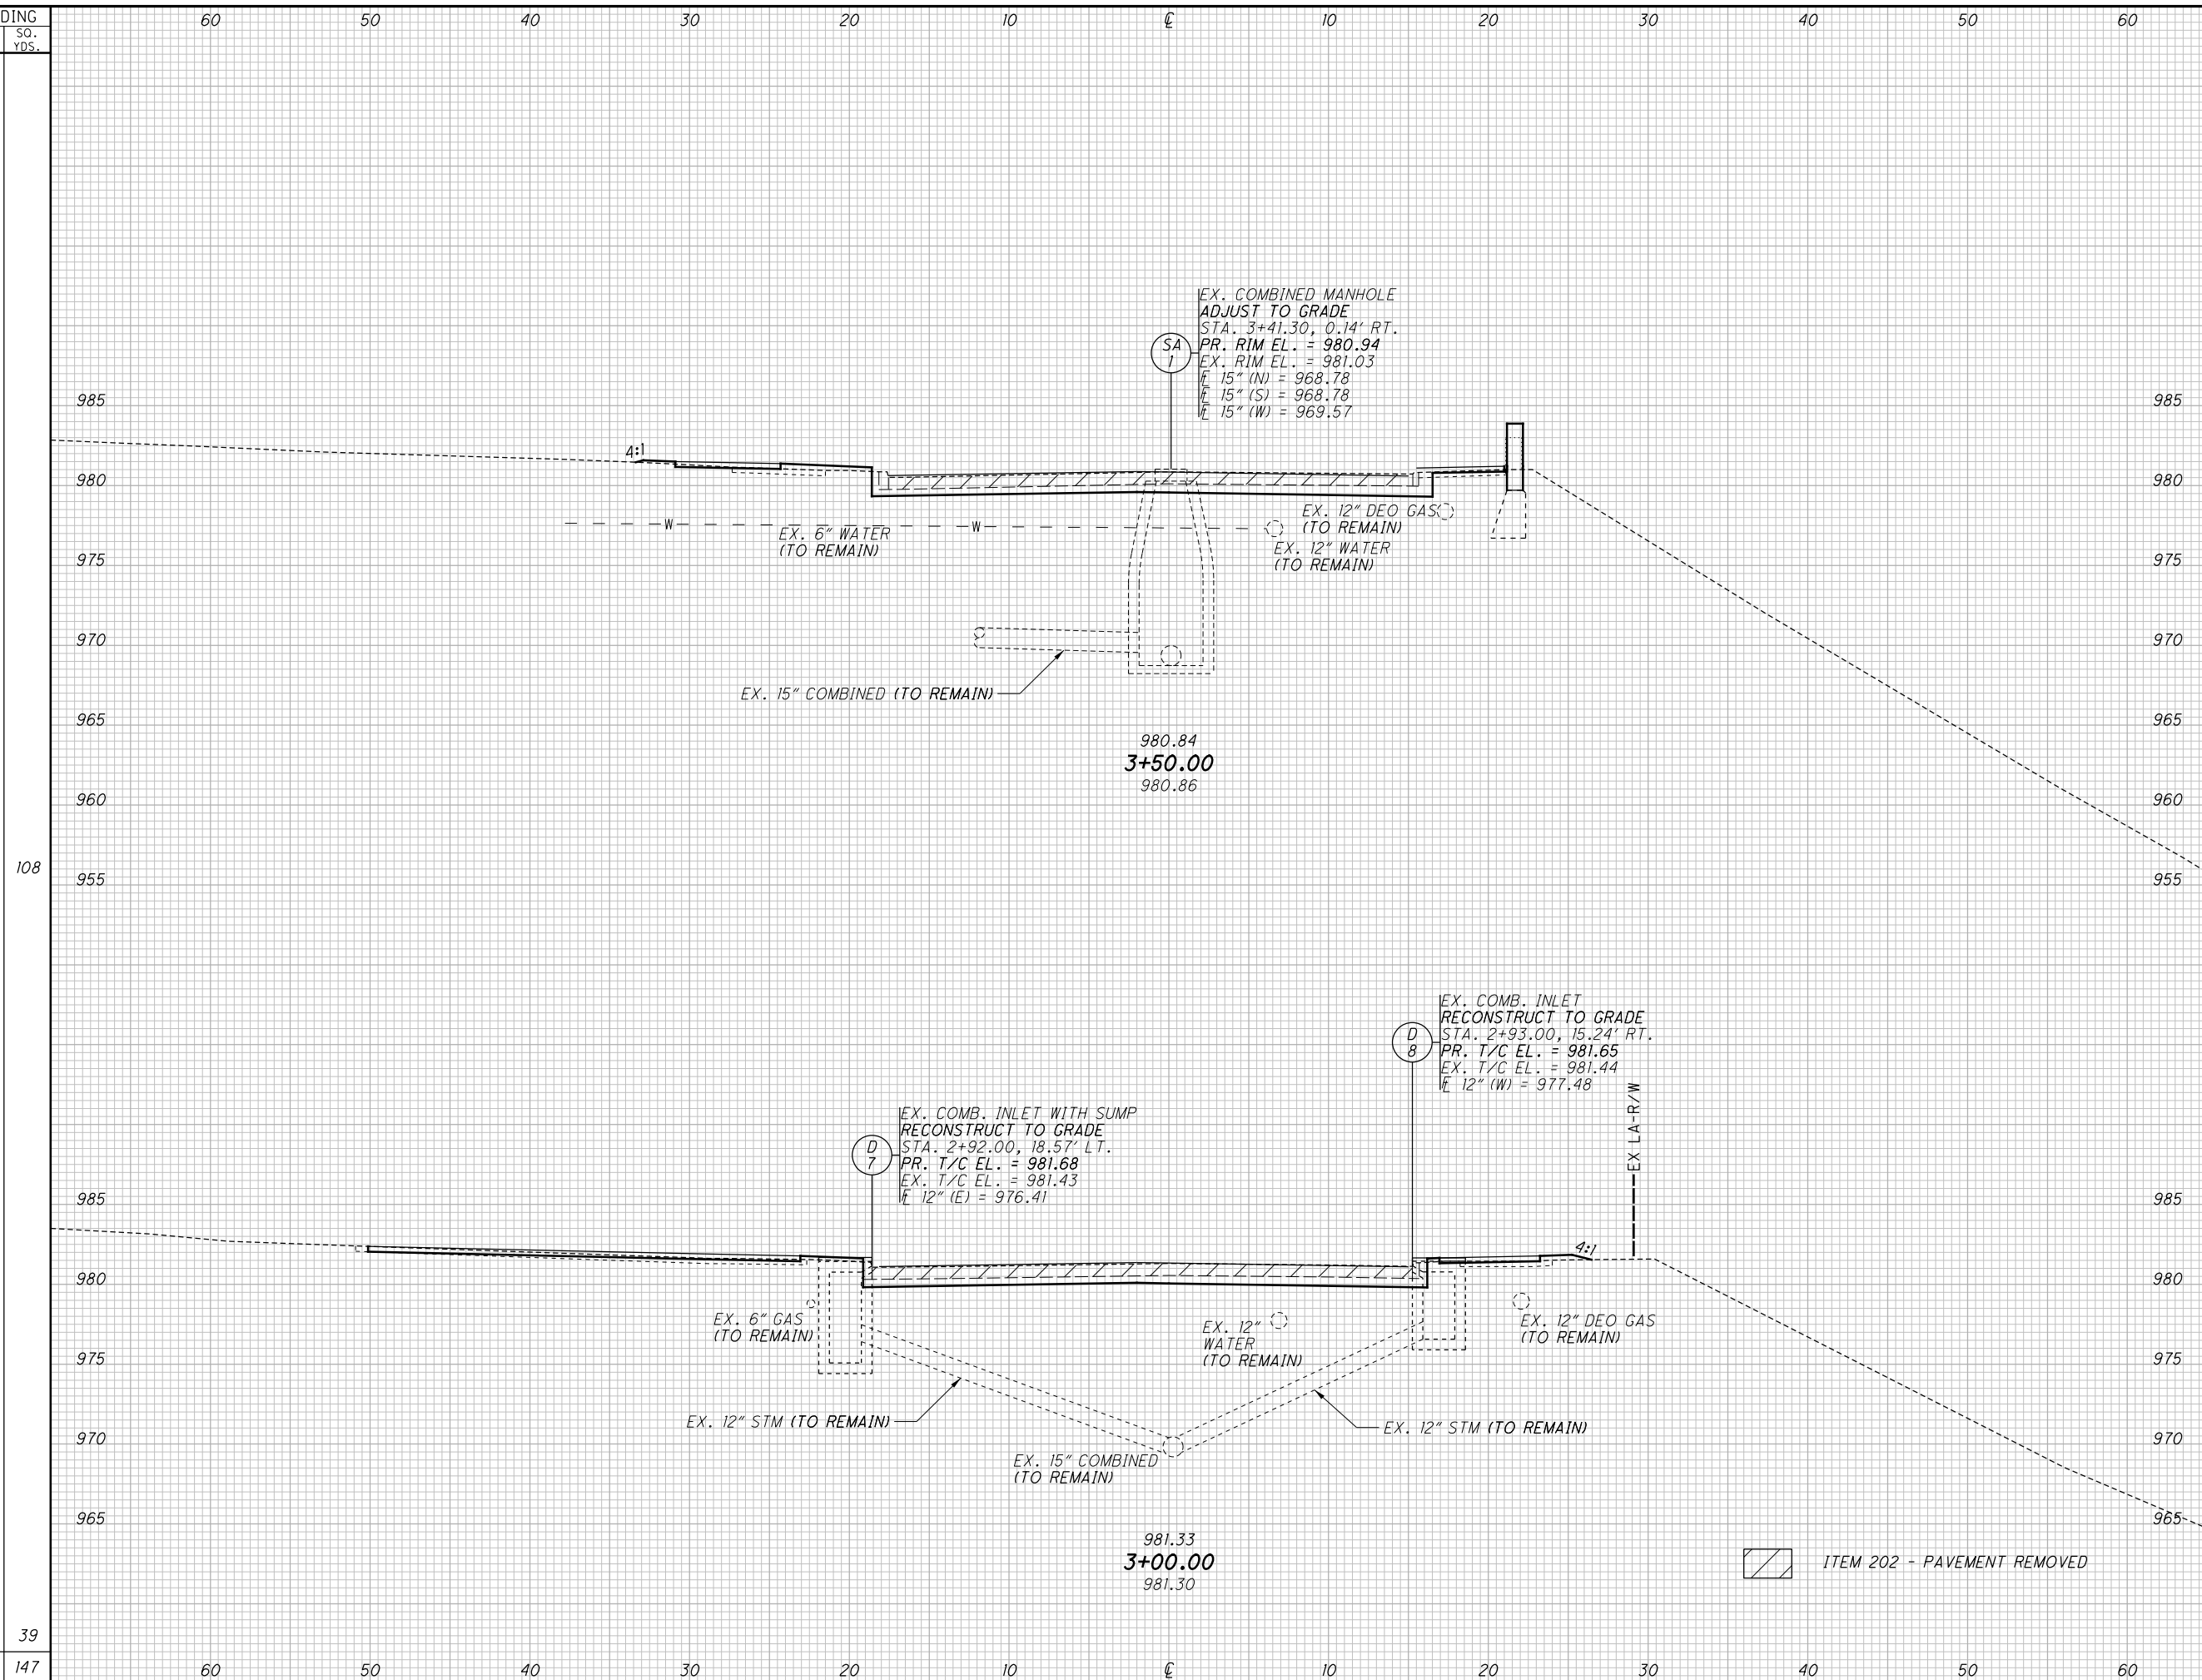 DING
SQ.
YDS.
60 50 40 30 20 10 ℄ 10 20 30 40 50 60
EX. COMBINED MANHOLE
ADJUST TO GRADE
STA. 3+41.30, 0.14' RT.
SA
1
PR. RIM EL. = 980.94
EX. RIM EL. = 981.03
FL 15" (N) = 968.78
FL 15" (S) = 968.78
FL 15" (W) = 969.57
985 985
4:1
980 980
W W
EX. 6" WATER
(TO REMAIN)
EX. 12" DEO GAS
(TO REMAIN)
EX. 12" WATER
(TO REMAIN)
975 975
970 970
EX. 15" COMBINED (TO REMAIN)
965 965
980.84
3+50.00
980.86
960 960
108
955 955
EX. COMB. INLET
RECONSTRUCT TO GRADE
STA. 2+93.00, 15.24' RT.
D
8
PR. T/C EL. = 981.65
EX. T/C EL. = 981.44
FL 12" (W) = 977.48
EX LA-R/W
EX. COMB. INLET WITH SUMP
RECONSTRUCT TO GRADE
STA. 2+92.00, 18.57' LT.
D
7
PR. T/C EL. = 981.68
EX. T/C EL. = 981.43
FL 12" (E) = 976.41
985 985
4:1
980 980
EX. 6" GAS
(TO REMAIN)
EX. 12"
WATER
(TO REMAIN)
EX. 12" DEO GAS
(TO REMAIN)
975 975
EX. 12" STM (TO REMAIN)
EX. 12" STM (TO REMAIN)
970 970
EX. 15" COMBINED
(TO REMAIN)
965 965
981.33
3+00.00
981.30
ITEM 202 - PAVEMENT REMOVED
39
147
60 50 40 30 20 10 ℄ 10 20 30 40 50 60